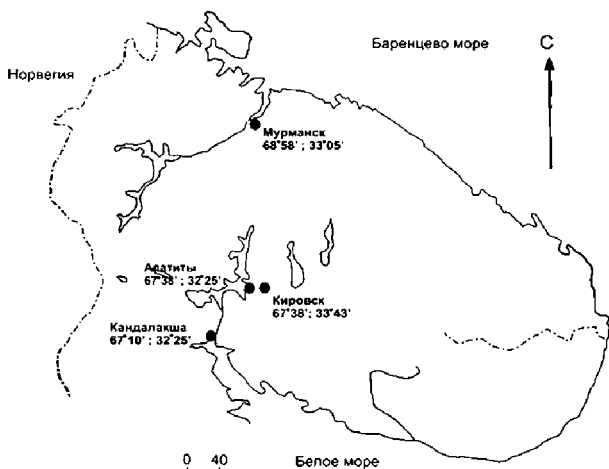 Баренцево море
С
Норвегия
Мурманск
68°58' ; 33°05'
Апатиты
67°38' ; 32°25'
Кировск
67°38' ; 33°43'
Кандалакша
67°10' ; 32°25'
0 40
Белое море